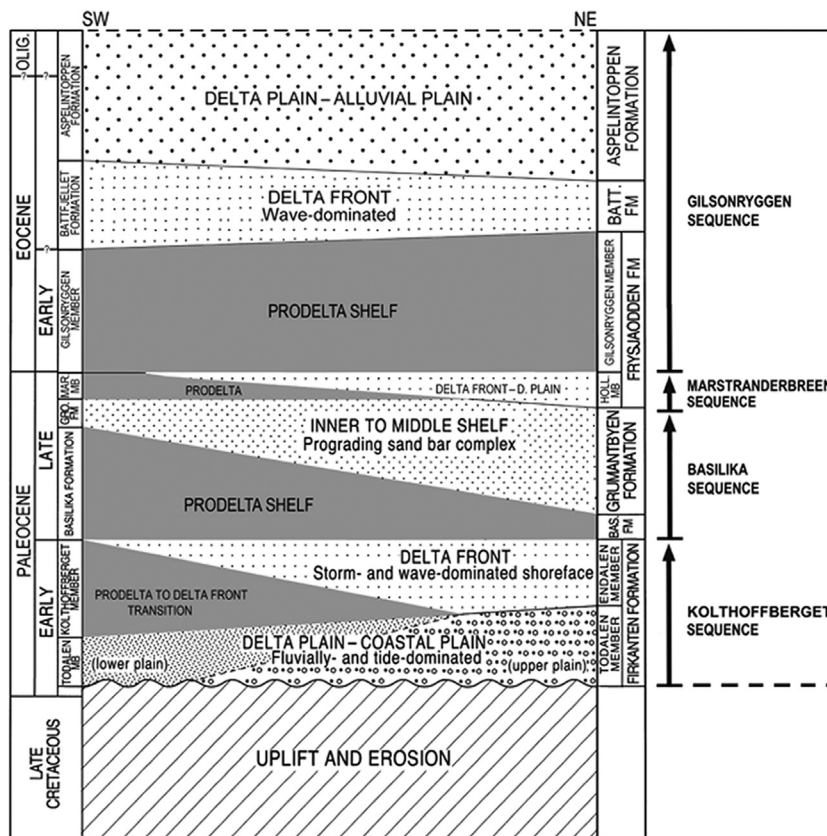 SW
NE
OLIG.
EOCENE
EARLY
PALEOCENE
LATE
EARLY
LATE
CRETACEOUS
?
?
?
ASPELINTOPPEN
FORMATION
BATTFJELLET
FORMATION
GILSONRYGGEN
MEMBER
MAR.
MB
GRO.
FM
BASILIKA FORMATION
KOLTHOFFBERGET
MEMBER
TODALEN
MB
DELTA PLAIN – ALLUVIAL PLAIN
DELTA FRONT
Wave-dominated
PRODELTA SHELF
PRODELTA
DELTA FRONT–D. PLAIN
INNER TO MIDDLE SHELF
Prograding sand bar complex
PRODELTA SHELF
DELTA FRONT
Storm- and wave-dominated shoreface
PRODELTA TO DELTA FRONT
TRANSITION
DELTA PLAIN – COASTAL PLAIN
Fluvially- and tide-dominated
(lower plain)
(upper plain)
UPLIFT AND EROSION
ASPELINTOPPEN
FORMATION
BATT.
FM
GILSONRYGGEN MEMBER
HOLL.
MB
FRYSJAODDEN FM
GRUMANTBYEN
FORMATION
BAS.
FM
ENDALEN
MEMBER
TODALEN
MEMBER
FIRKANTEN FORMATION
GILSONRYGGEN
SEQUENCE
MARSTRANDERBREEN
SEQUENCE
BASILIKA
SEQUENCE
KOLTHOFFBERGET
SEQUENCE